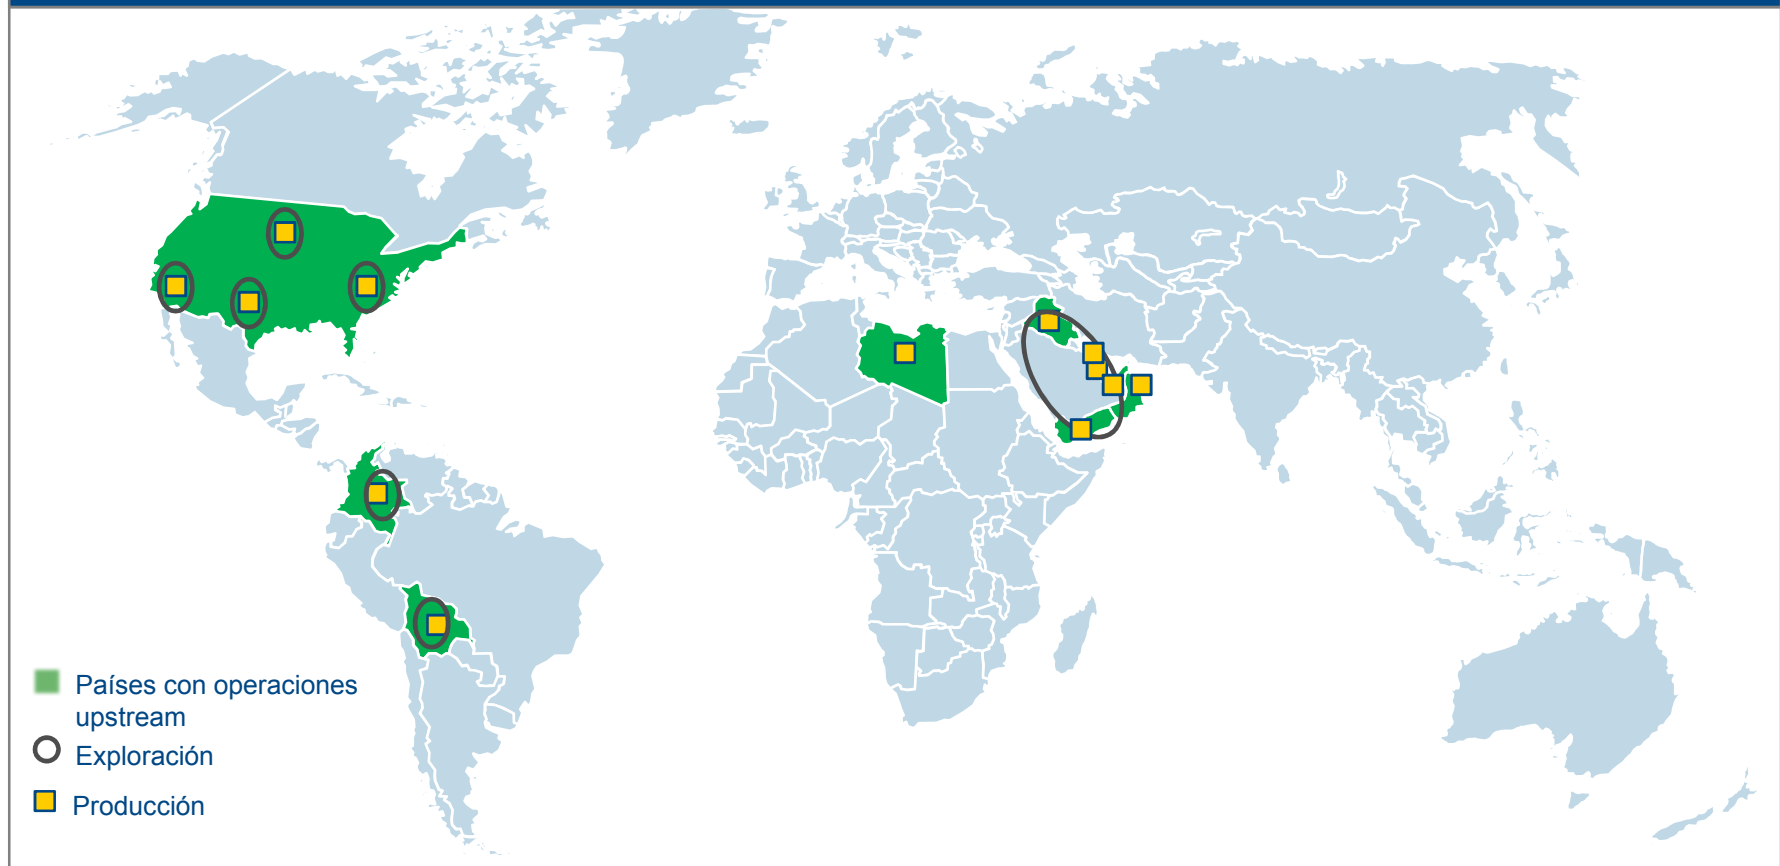 Países con operaciones
upstream
Exploración
Producción